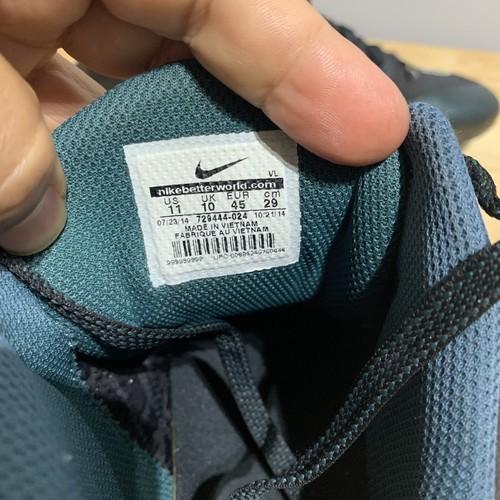 VL
nikebetterworld.com
US UK EUR cm
11 10 45 29
07/23/14 729444-024 10/21/14
MADE IN VIETNAM
FABRIQUE AU VIETNAM